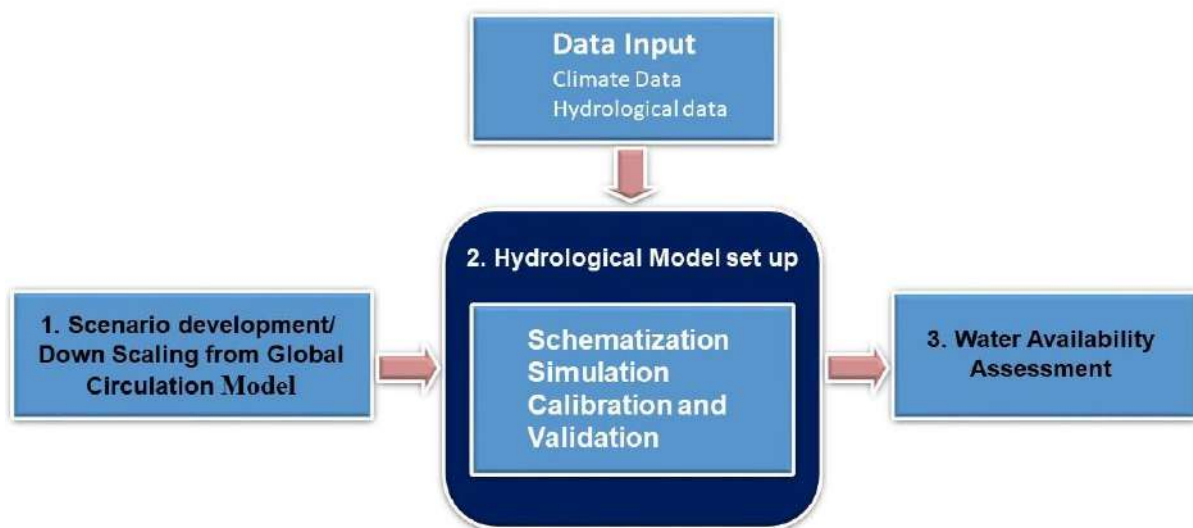 Data Input
Climate Data
Hydrological data
2. Hydrological Model set up
1. Scenario development/
Down Scaling from Global
Circulation Model
Schematization
Simulation
Calibration and
Validation
3. Water Availability
Assessment